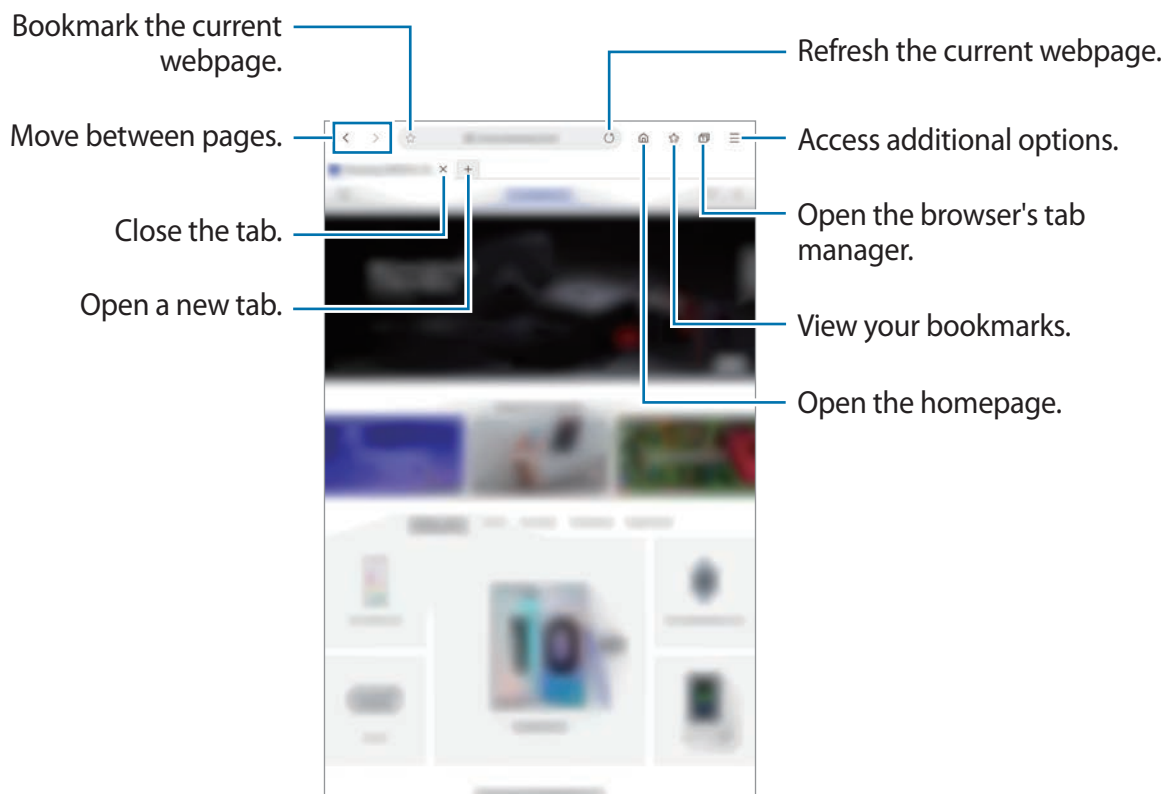 Bookmark the current
webpage.
Refresh the current webpage.
Move between pages.
Access additional options.
Close the tab.
Open the browser's tab
manager.
Open a new tab.
View your bookmarks.
Open the homepage.